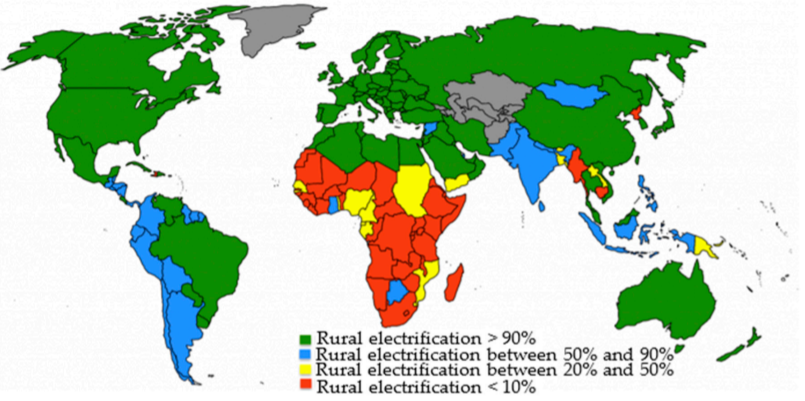 Rural electrification > 90%
Rural electrification between 50% and 90%
Rural electrification between 20% and 50%
Rural electrification < 10%